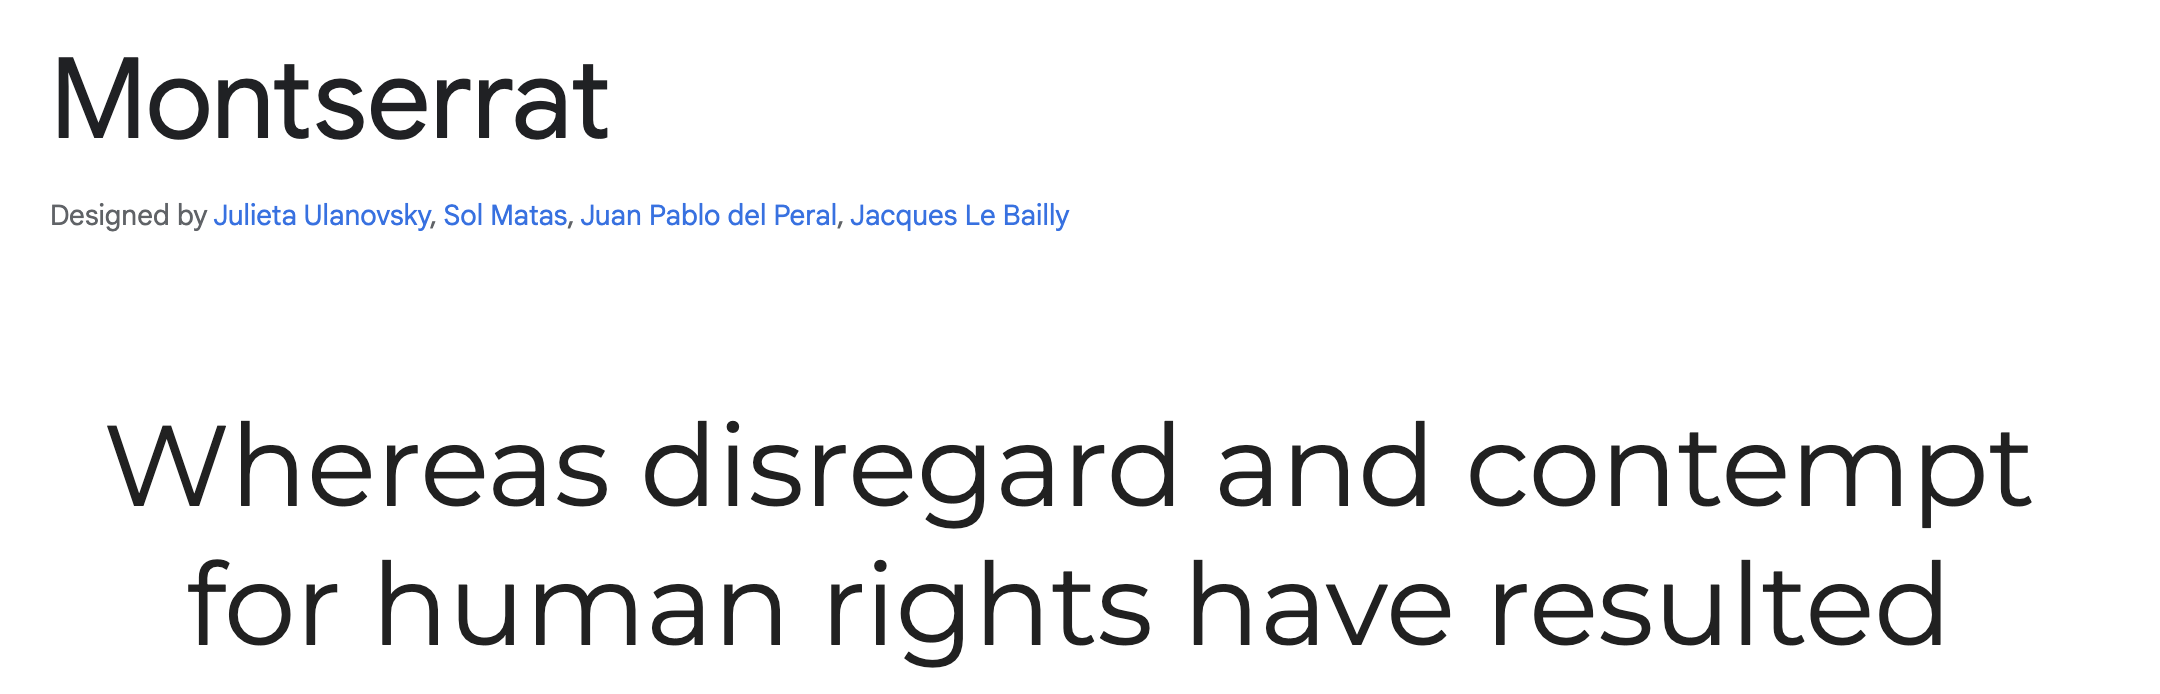 Montserrat
Designed by Julieta Ulanovsky, Sol Matas, Juan Pablo del Peral, Jacques Le Bailly
Whereas disregard and contempt
for human rights have resulted